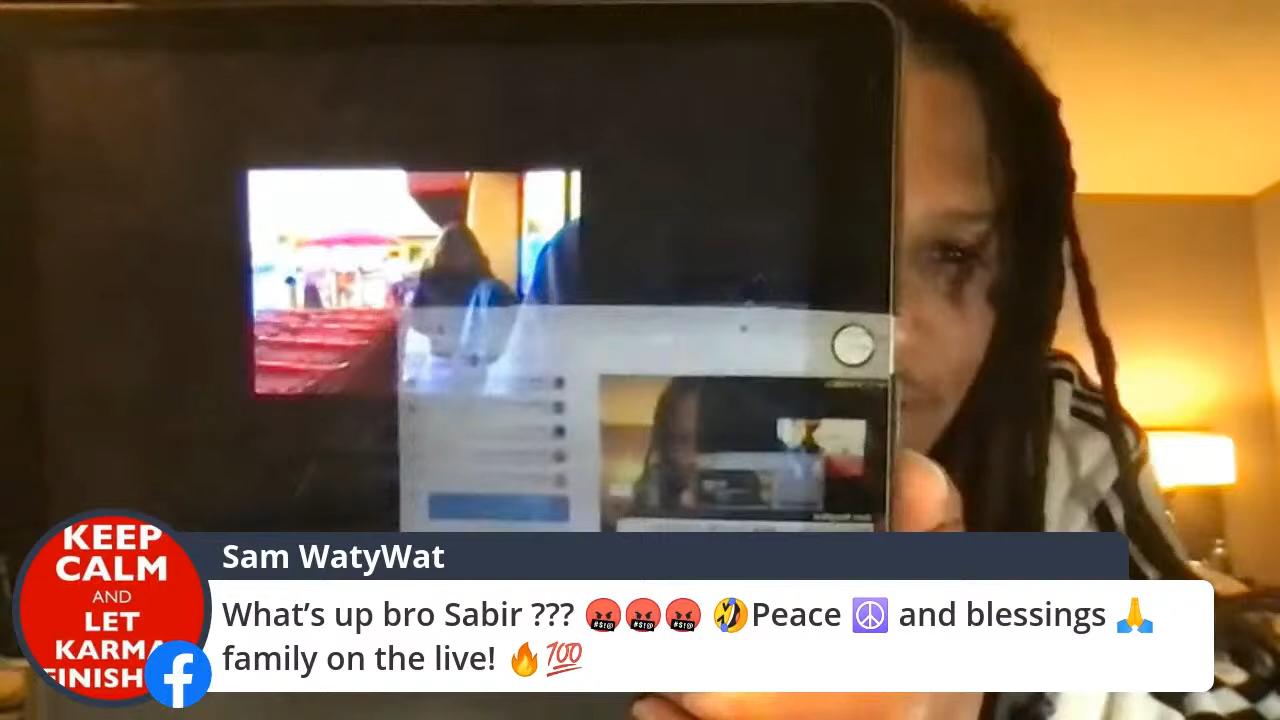 KEEP
CALM
AND
LET
KARMA
FINISH
Sam WatyWat
What’s up bro Sabir ??? 🤬🤬🤬 🤣Peace ☮️ and blessings 🙏
family on the live! 🔥💯